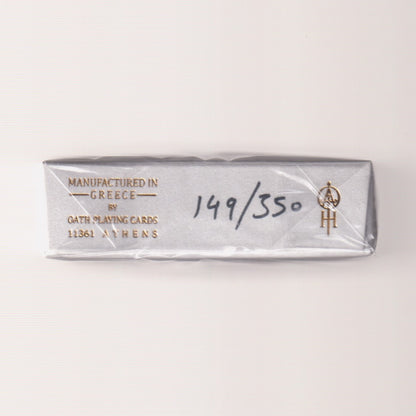 MANUFACTURED IN
GREECE
BY
OATH PLAYING CARDS
11361 ATHENS
149/350